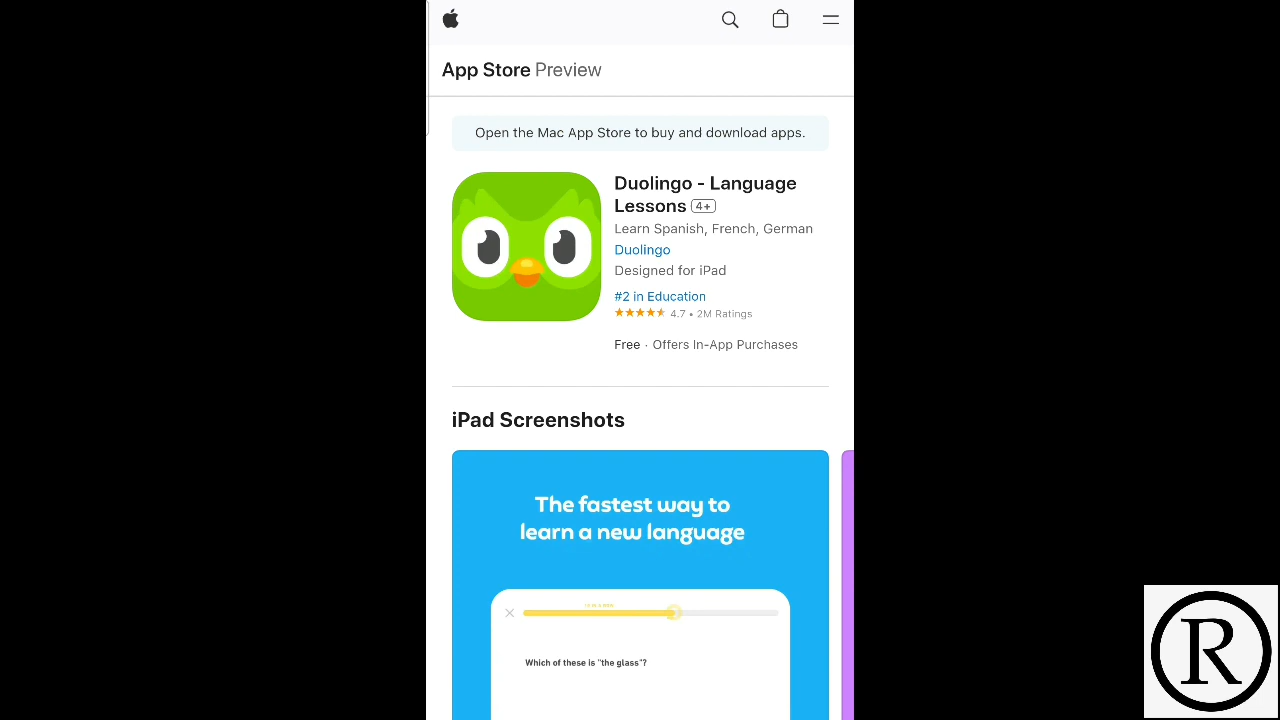 App Store Preview
Open the Mac App Store to buy and download apps.
Duolingo - Language
Lessons 4+
Learn Spanish, French, German
Duolingo
Designed for iPad
#2 in Education
4.7 • 2M Ratings
Free · Offers In-App Purchases
iPad Screenshots
The fastest way to
learn a new language
Which of these is "the glass"?
R